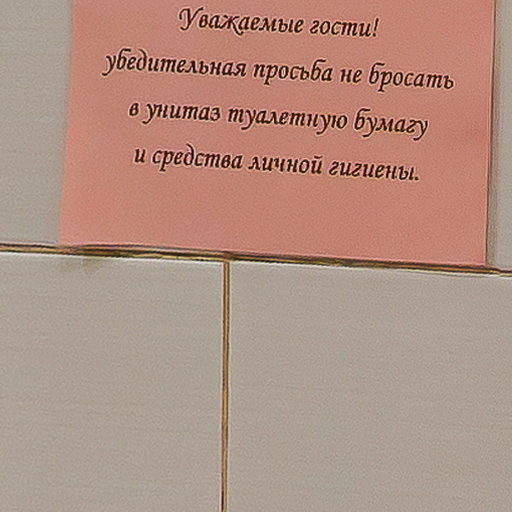 Уважаемые гости!
убедительная просьба не бросать
в унитаз туалетную бумагу
и средства личной гигиены.